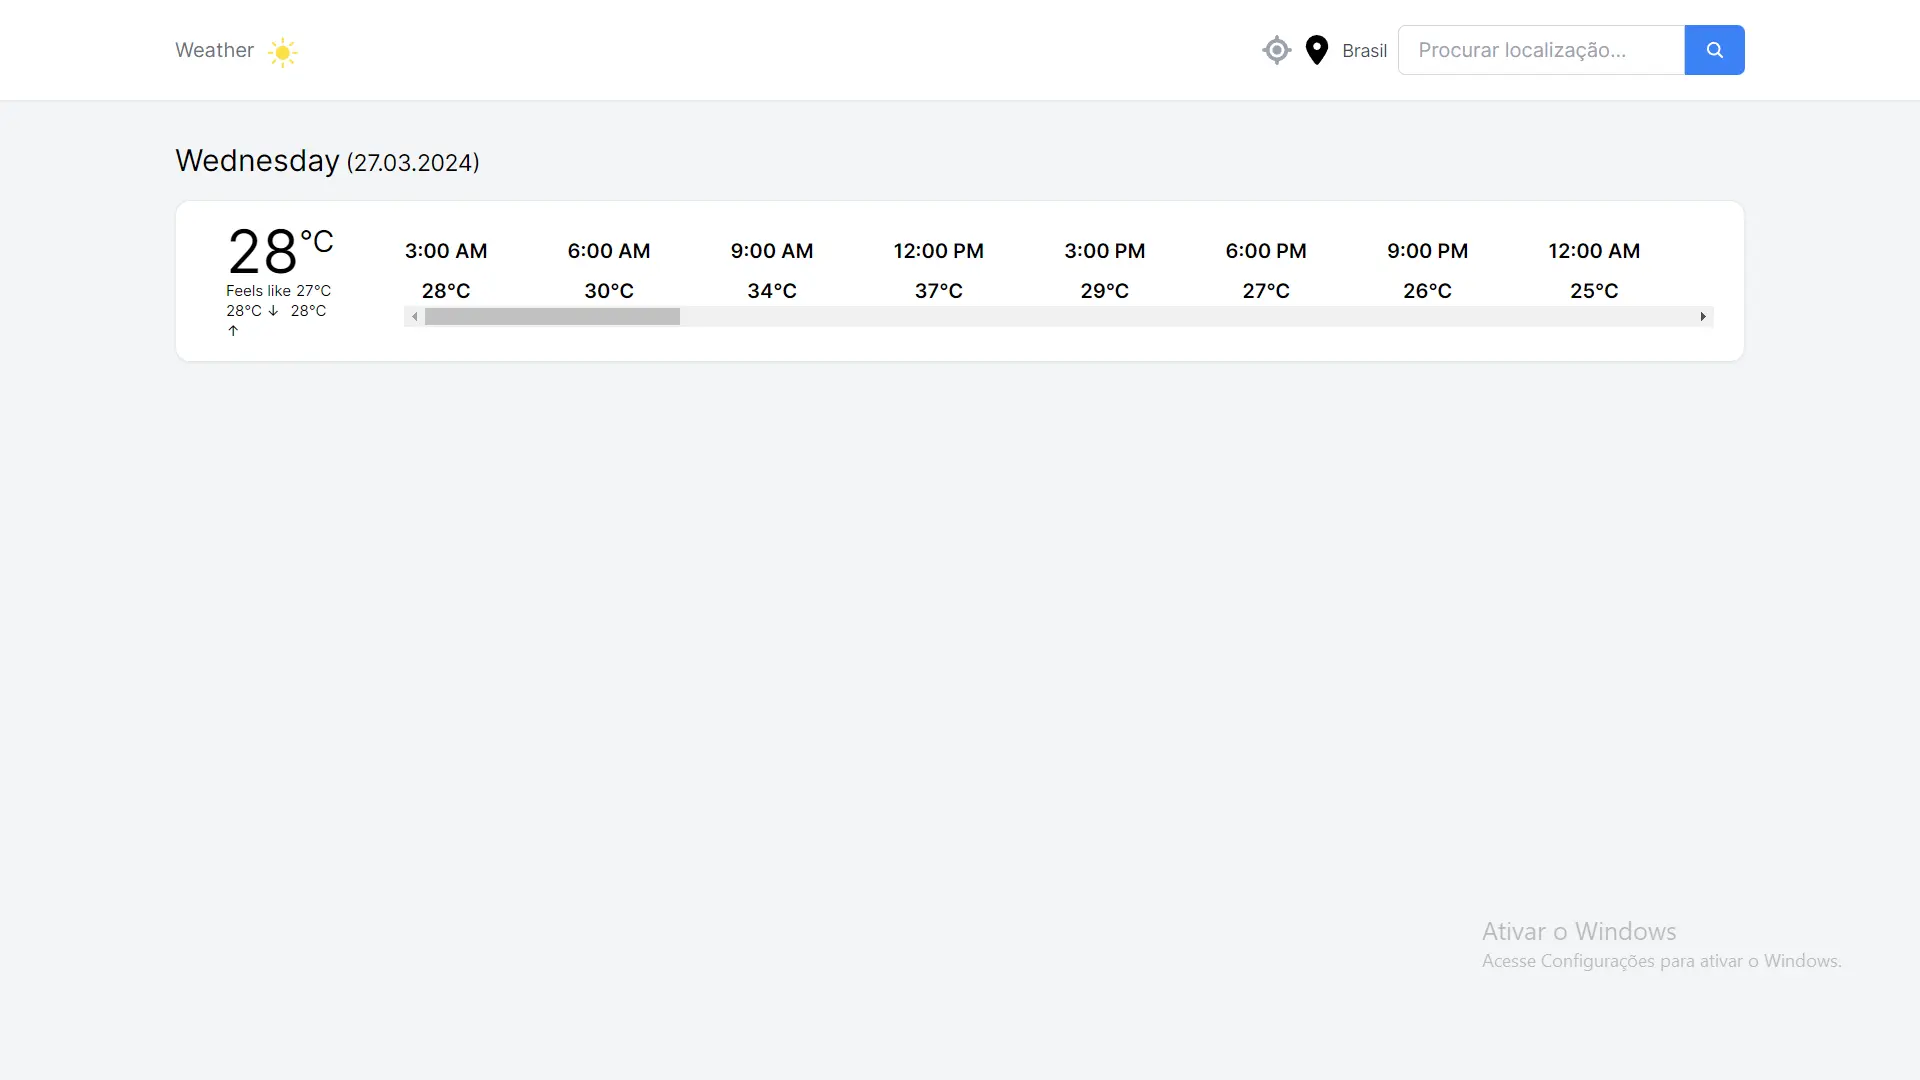 Weather
Brasil
Procurar localização...
Wednesday (27.03.2024)
28°C
Feels like 27°C
28°C ↓ 28°C
↑
3:00 AM 6:00 AM 9:00 AM 12:00 PM 3:00 PM 6:00 PM 9:00 PM 12:00 AM
28°C 30°C 34°C 37°C 29°C 27°C 26°C 25°C
Ativar o Windows
Acesse Configurações para ativar o Windows.